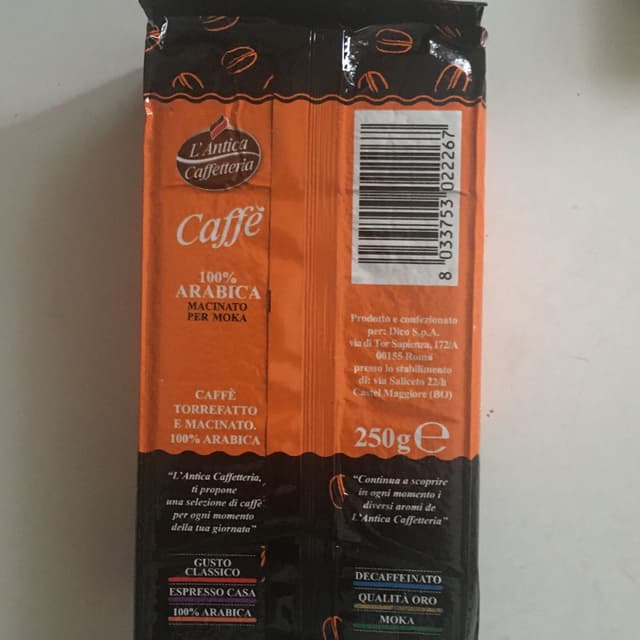 L'Antica
Caffetteria
Caffè
100%
ARABICA
MACINATO
PER MOKA
CAFFÈ
TORREFATTO
E MACINATO.
100% ARABICA
"L'Antica Caffetteria,
ti propone
una selezione di caffè
per ogni momento
della tua giornata"
GUSTO
CLASSICO
ESPRESSO CASA
100% ARABICA
8 033753 022267
Prodotto e confezionato
per: Dico S.p.A.
via di Tor Sapienza, 172/A
00155 Roma
presso lo stabilimento
di: via Saliceto 22/h
Castel Maggiore (BO)
250g e
"Continua a scoprire
in ogni momento i
diversi aromi de
L'Antica Caffetteria"
DECAFFEINATO
QUALITÀ ORO
MOKA